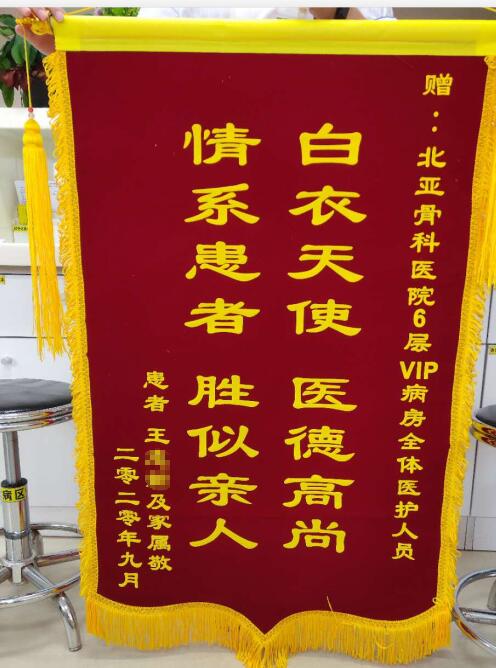 赠：北亚骨科医院6层VIP病房全体医护人员
白衣天使 医德高尚
情系患者 胜似亲人
患者 王及家属敬
二零二零年九月
病区